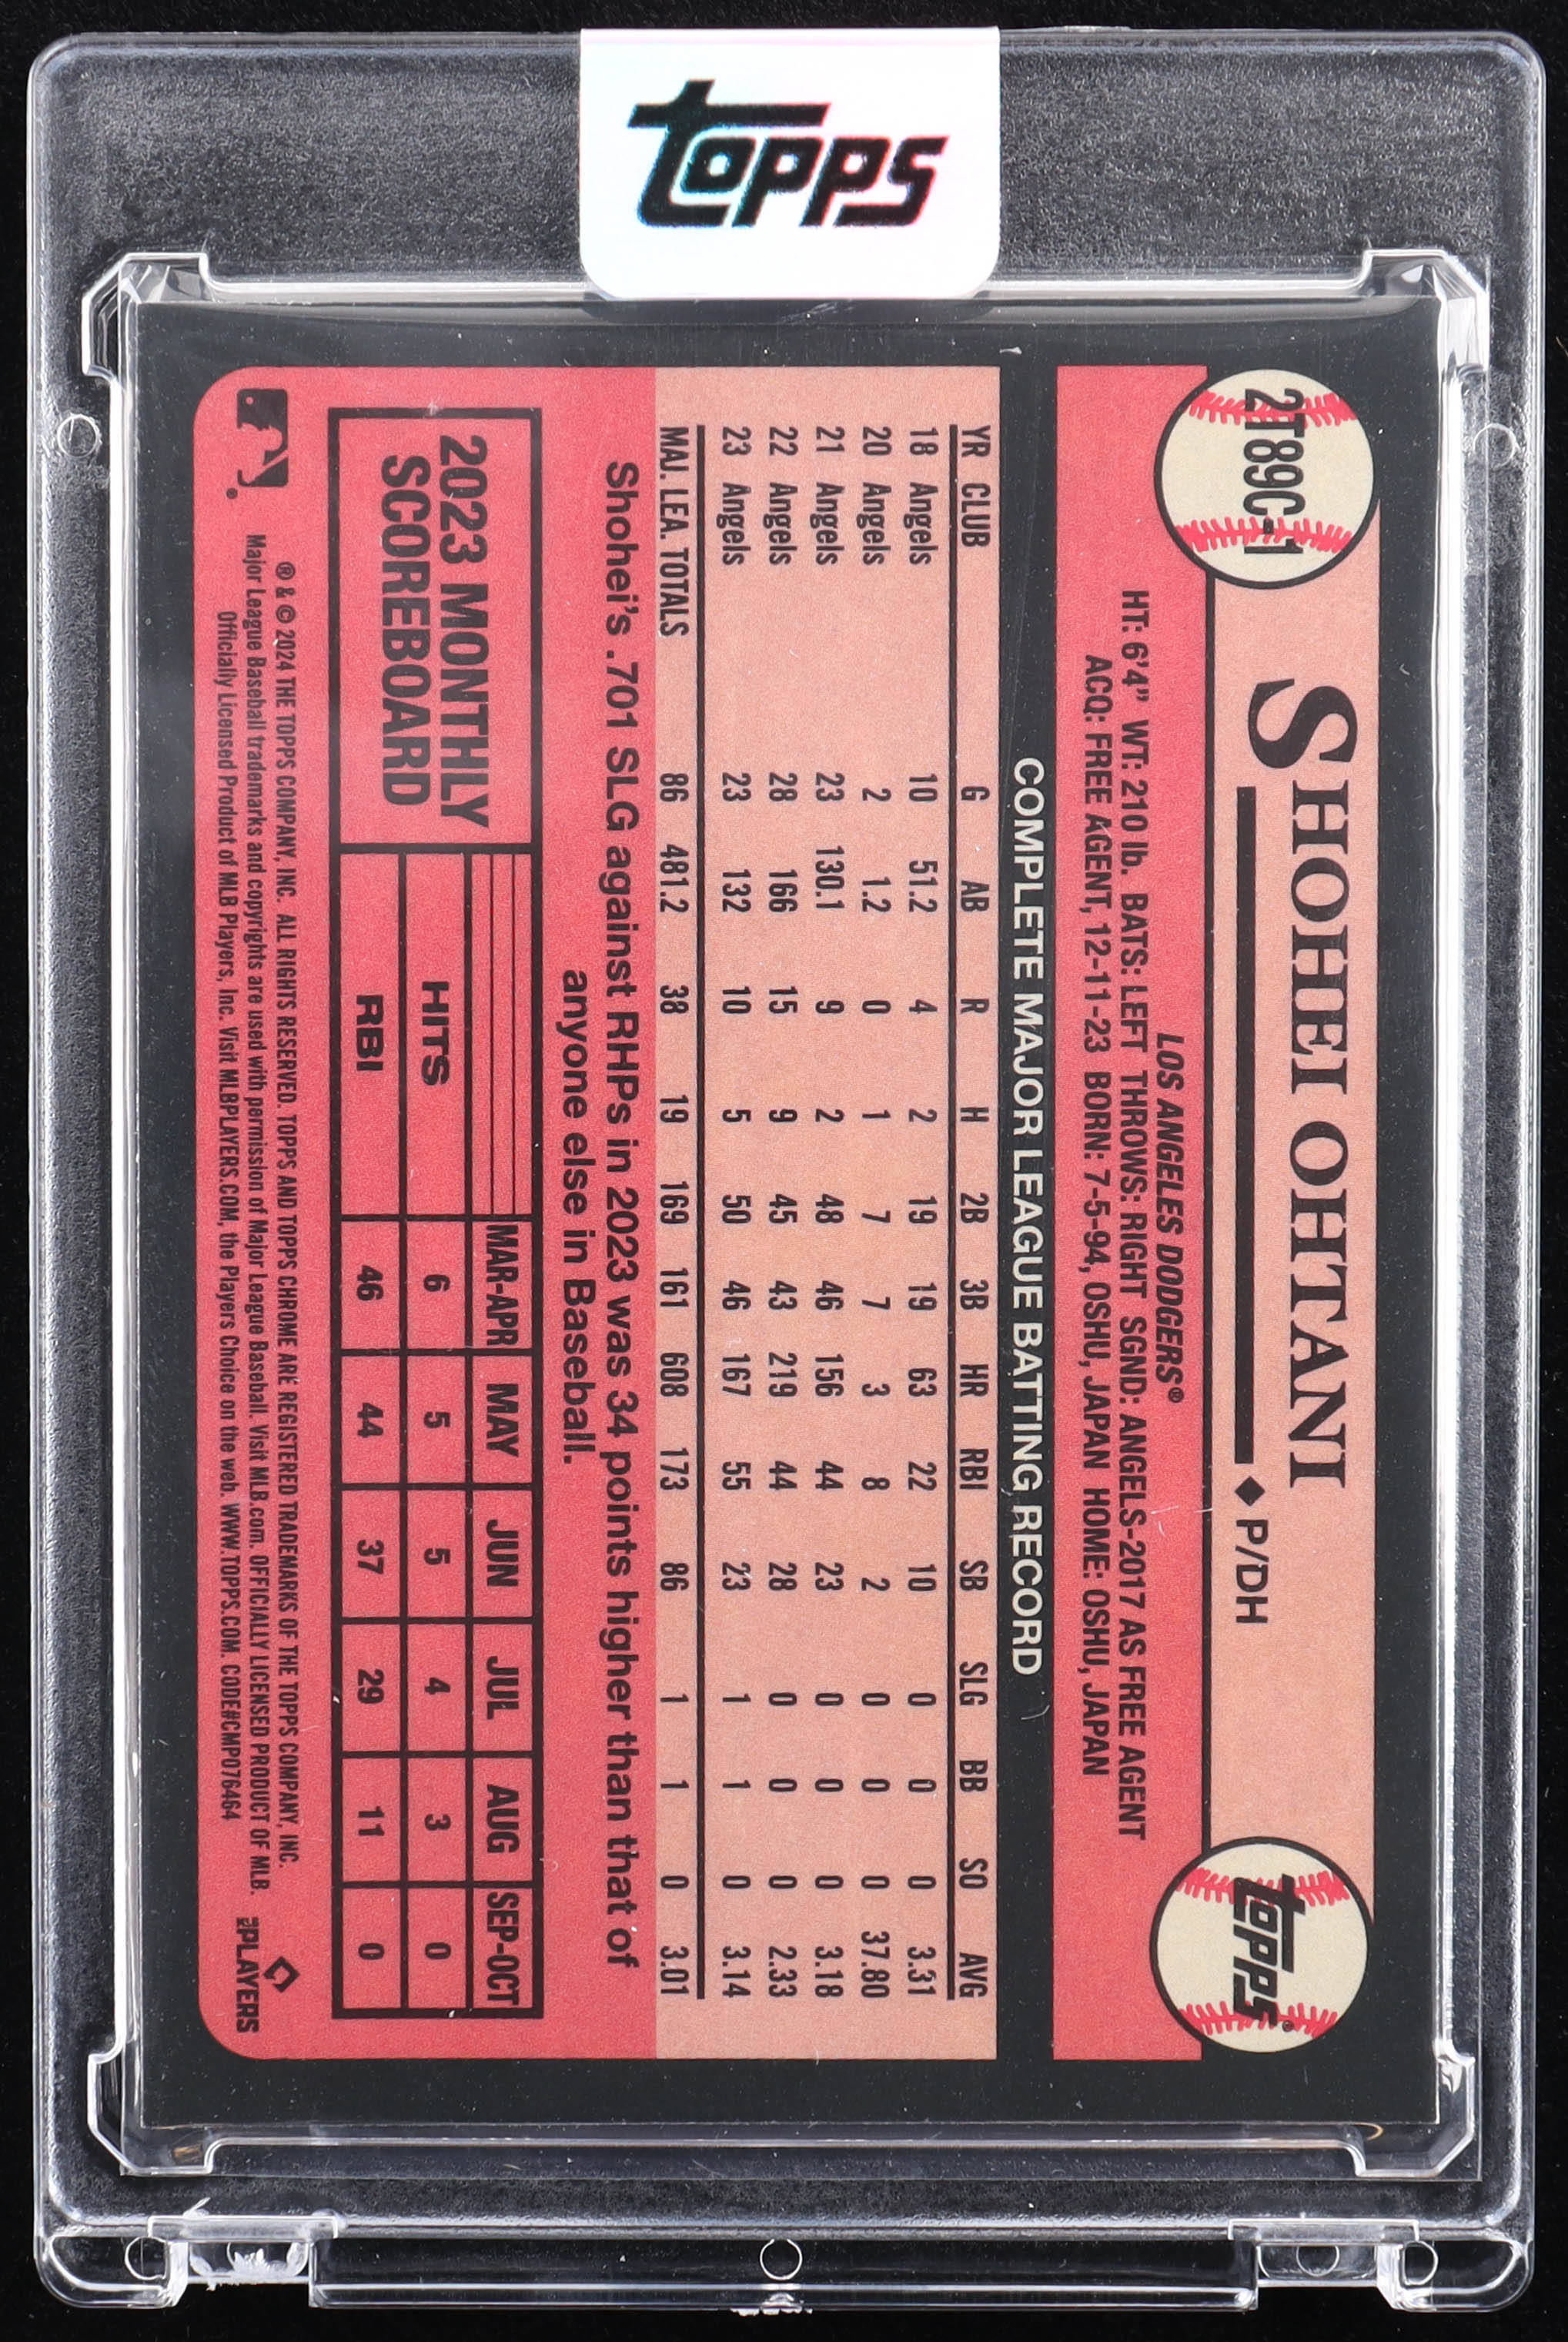 topps
2T89C-1
SHOHEI OHTANI
◆ P/DH
topps®
LOS ANGELES DODGERS®
HT: 6'4" WT: 210 lb. BATS: LEFT THROWS: RIGHT SGND: ANGELS-2017 AS FREE AGENT
ACQ: FREE AGENT, 12-11-23 BORN: 7-5-94, OSHU, JAPAN HOME: OSHU, JAPAN
COMPLETE MAJOR LEAGUE BATTING RECORD
YR CLUB G AB R H 2B 3B HR RBI SB SLG BB SO AVG
18 Angels 10 51.2 4 2 19 19 63 22 10 0 0 0 3.31
20 Angels 2 1.2 0 1 7 7 3 8 2 0 0 0 37.80
21 Angels 23 130.1 9 2 48 46 156 44 23 0 0 0 3.18
22 Angels 28 166 15 9 45 43 219 44 28 0 0 0 2.33
23 Angels 23 132 10 5 50 46 167 55 23 1 1 0 3.14
MAJ. LEA. TOTALS 86 481.2 38 19 169 161 608 173 86 1 1 0 3.01
Shohei's .701 SLG against RHPs in 2023 was 34 points higher than that of
anyone else in Baseball.
2023 MONTHLY
SCOREBOARD
MAR-APR MAY JUN JUL AUG SEP-OCT
HITS 6 5 5 4 3 0
RBI 46 44 37 29 11 0
® & © 2024 THE TOPPS COMPANY, INC. ALL RIGHTS RESERVED. TOPPS AND TOPPS CHROME ARE REGISTERED TRADEMARKS OF THE TOPPS COMPANY, INC.
Major League Baseball trademarks and copyrights are used with permission of Major League Baseball. Visit MLB.com. OFFICIALLY LICENSED PRODUCT OF MLB.
Officially Licensed Product of MLB Players, Inc. Visit MLBPLAYERS.COM, the Players Choice on the web. WWW.TOPPS.COM. CODE#CMP076464
MLB PLAYERS